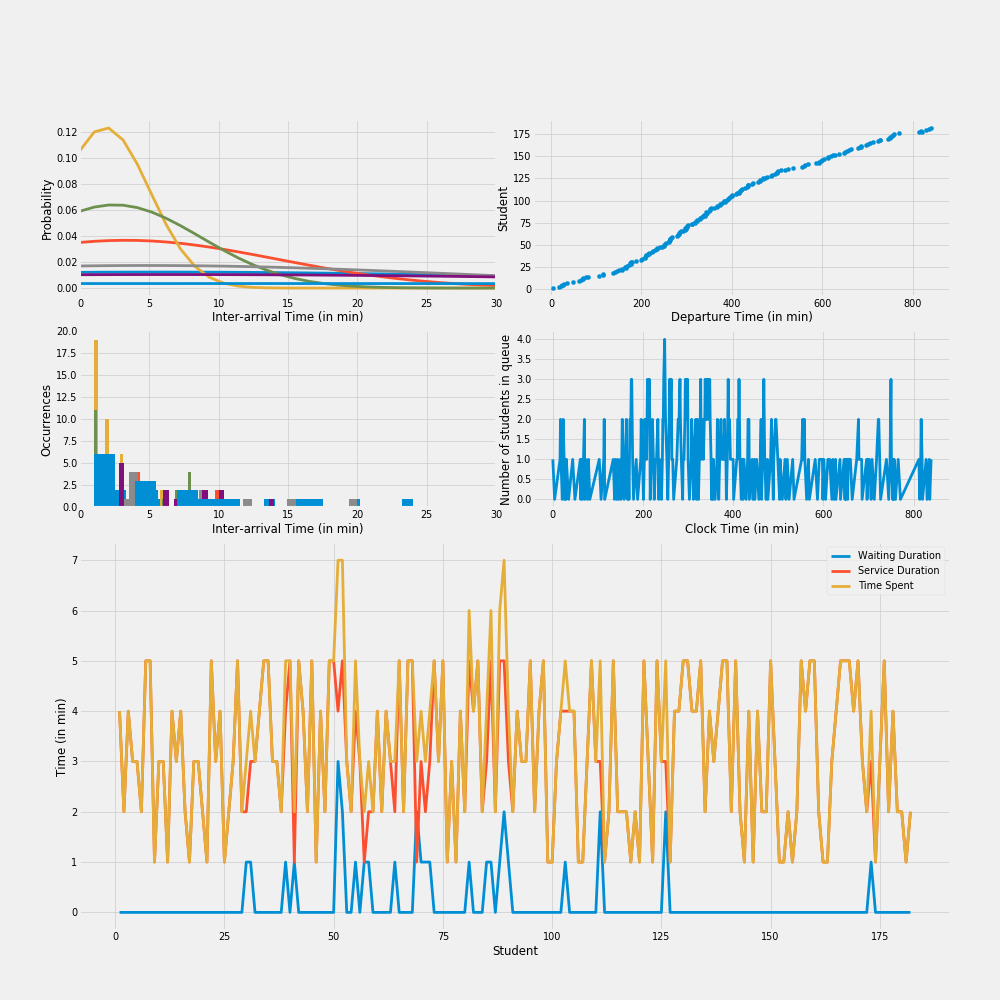 0.12
0.10
0.08
0.06
0.04
0.02
0.00
Probability
0 5 10 15 20 25 30
Inter-arrival Time (in min)
175
150
125
100
75
50
25
0
Student
0 200 400 600 800
Departure Time (in min)
20.0
17.5
15.0
12.5
10.0
7.5
5.0
2.5
0.0
Occurrences
0 5 10 15 20 25 30
Inter-arrival Time (in min)
4.0
3.5
3.0
2.5
2.0
1.5
1.0
0.5
0.0
Number of students in queue
0 200 400 600 800
Clock Time (in min)
7
6
5
4
3
2
1
0
Time (in min)
Waiting Duration
Service Duration
Time Spent
0 25 50 75 100 125 150 175
Student